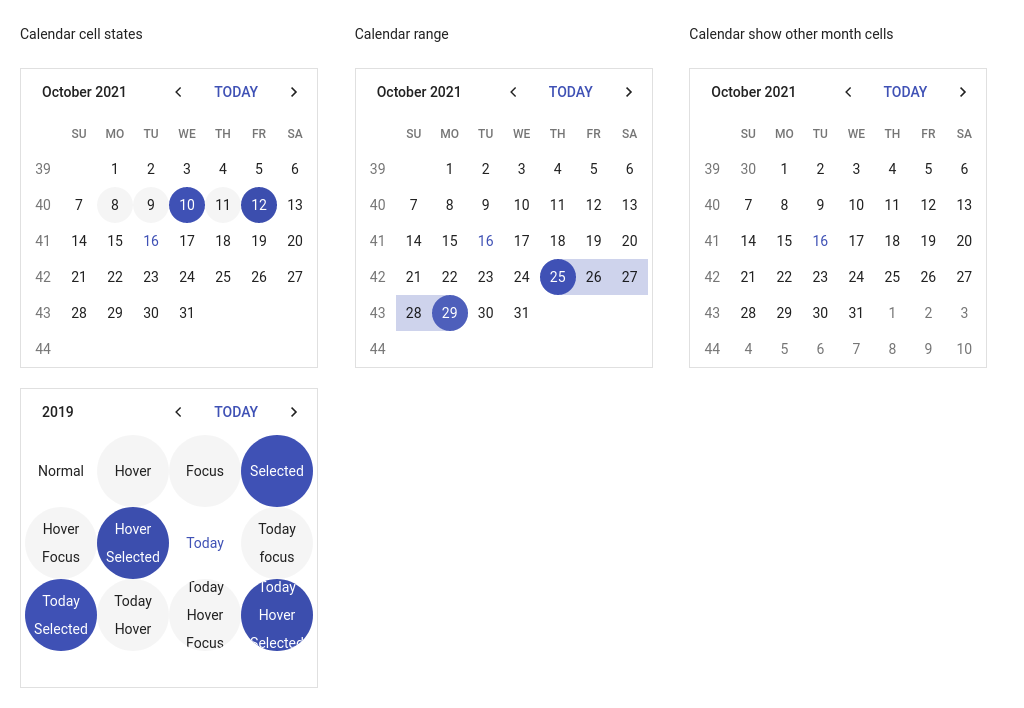 Calendar cell states
Calendar range
Calendar show other month cells
October 2021 TODAY
SU MO TU WE TH FR SA
39 1 2 3 4 5 6
40 7 8 9 10 11 12 13
41 14 15 16 17 18 19 20
42 21 22 23 24 25 26 27
43 28 29 30 31
44
October 2021 TODAY
SU MO TU WE TH FR SA
39 1 2 3 4 5 6
40 7 8 9 10 11 12 13
41 14 15 16 17 18 19 20
42 21 22 23 24 25 26 27
43 28 29 30 31
44
October 2021 TODAY
SU MO TU WE TH FR SA
39 30 1 2 3 4 5 6
40 7 8 9 10 11 12 13
41 14 15 16 17 18 19 20
42 21 22 23 24 25 26 27
43 28 29 30 31 1 2 3
44 4 5 6 7 8 9 10
2019 TODAY
Normal
Hover
Focus
Selected
Hover
Focus
Hover
Selected
Today
Today
focus
Today
Selected
Today
Hover
Today
Hover
Focus
Today
Hover
Selected